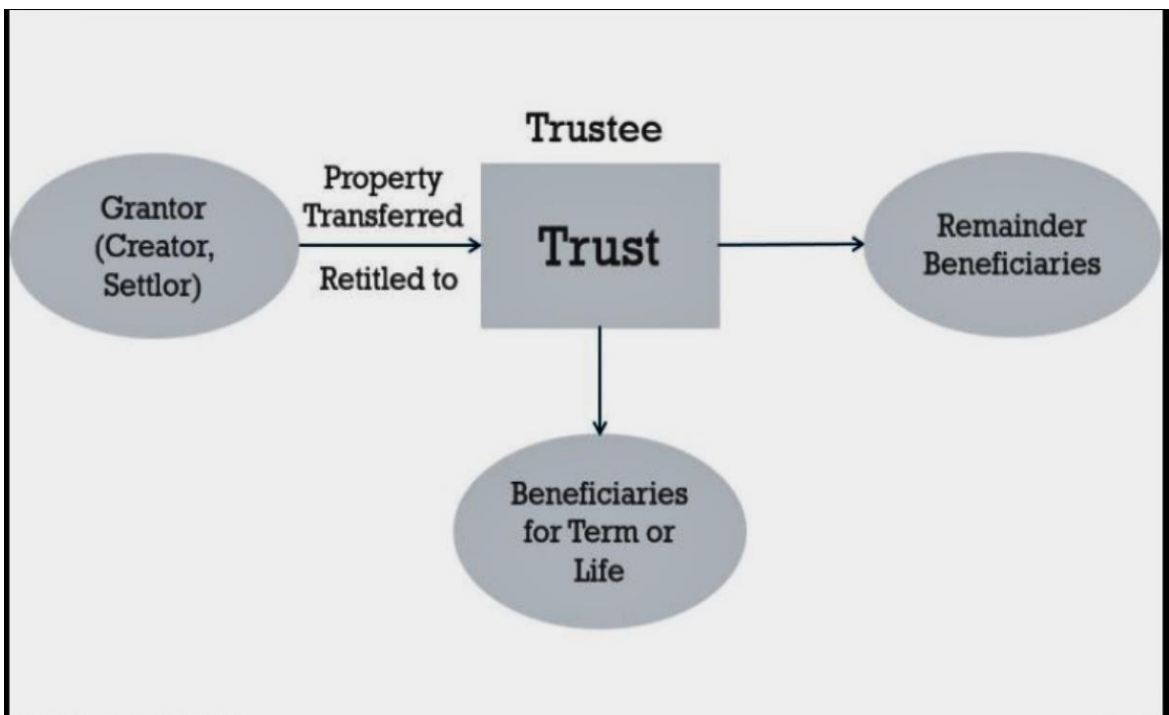 Trustee
Grantor
(Creator,
Settlor)
Property
Transferred
Retitled to
Trust
Remainder
Beneficiaries
Beneficiaries
for Term or
Life